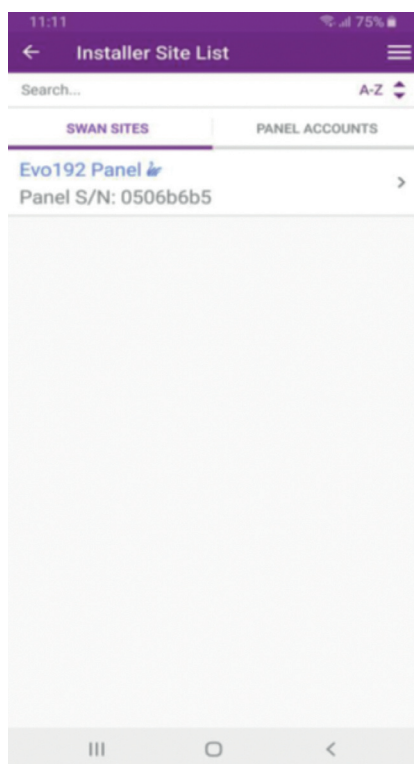 11:11 75%
Installer Site List
Search... A-Z
SWAN SITES PANEL ACCOUNTS
Evo192 Panel
Panel S/N: 0506b6b5